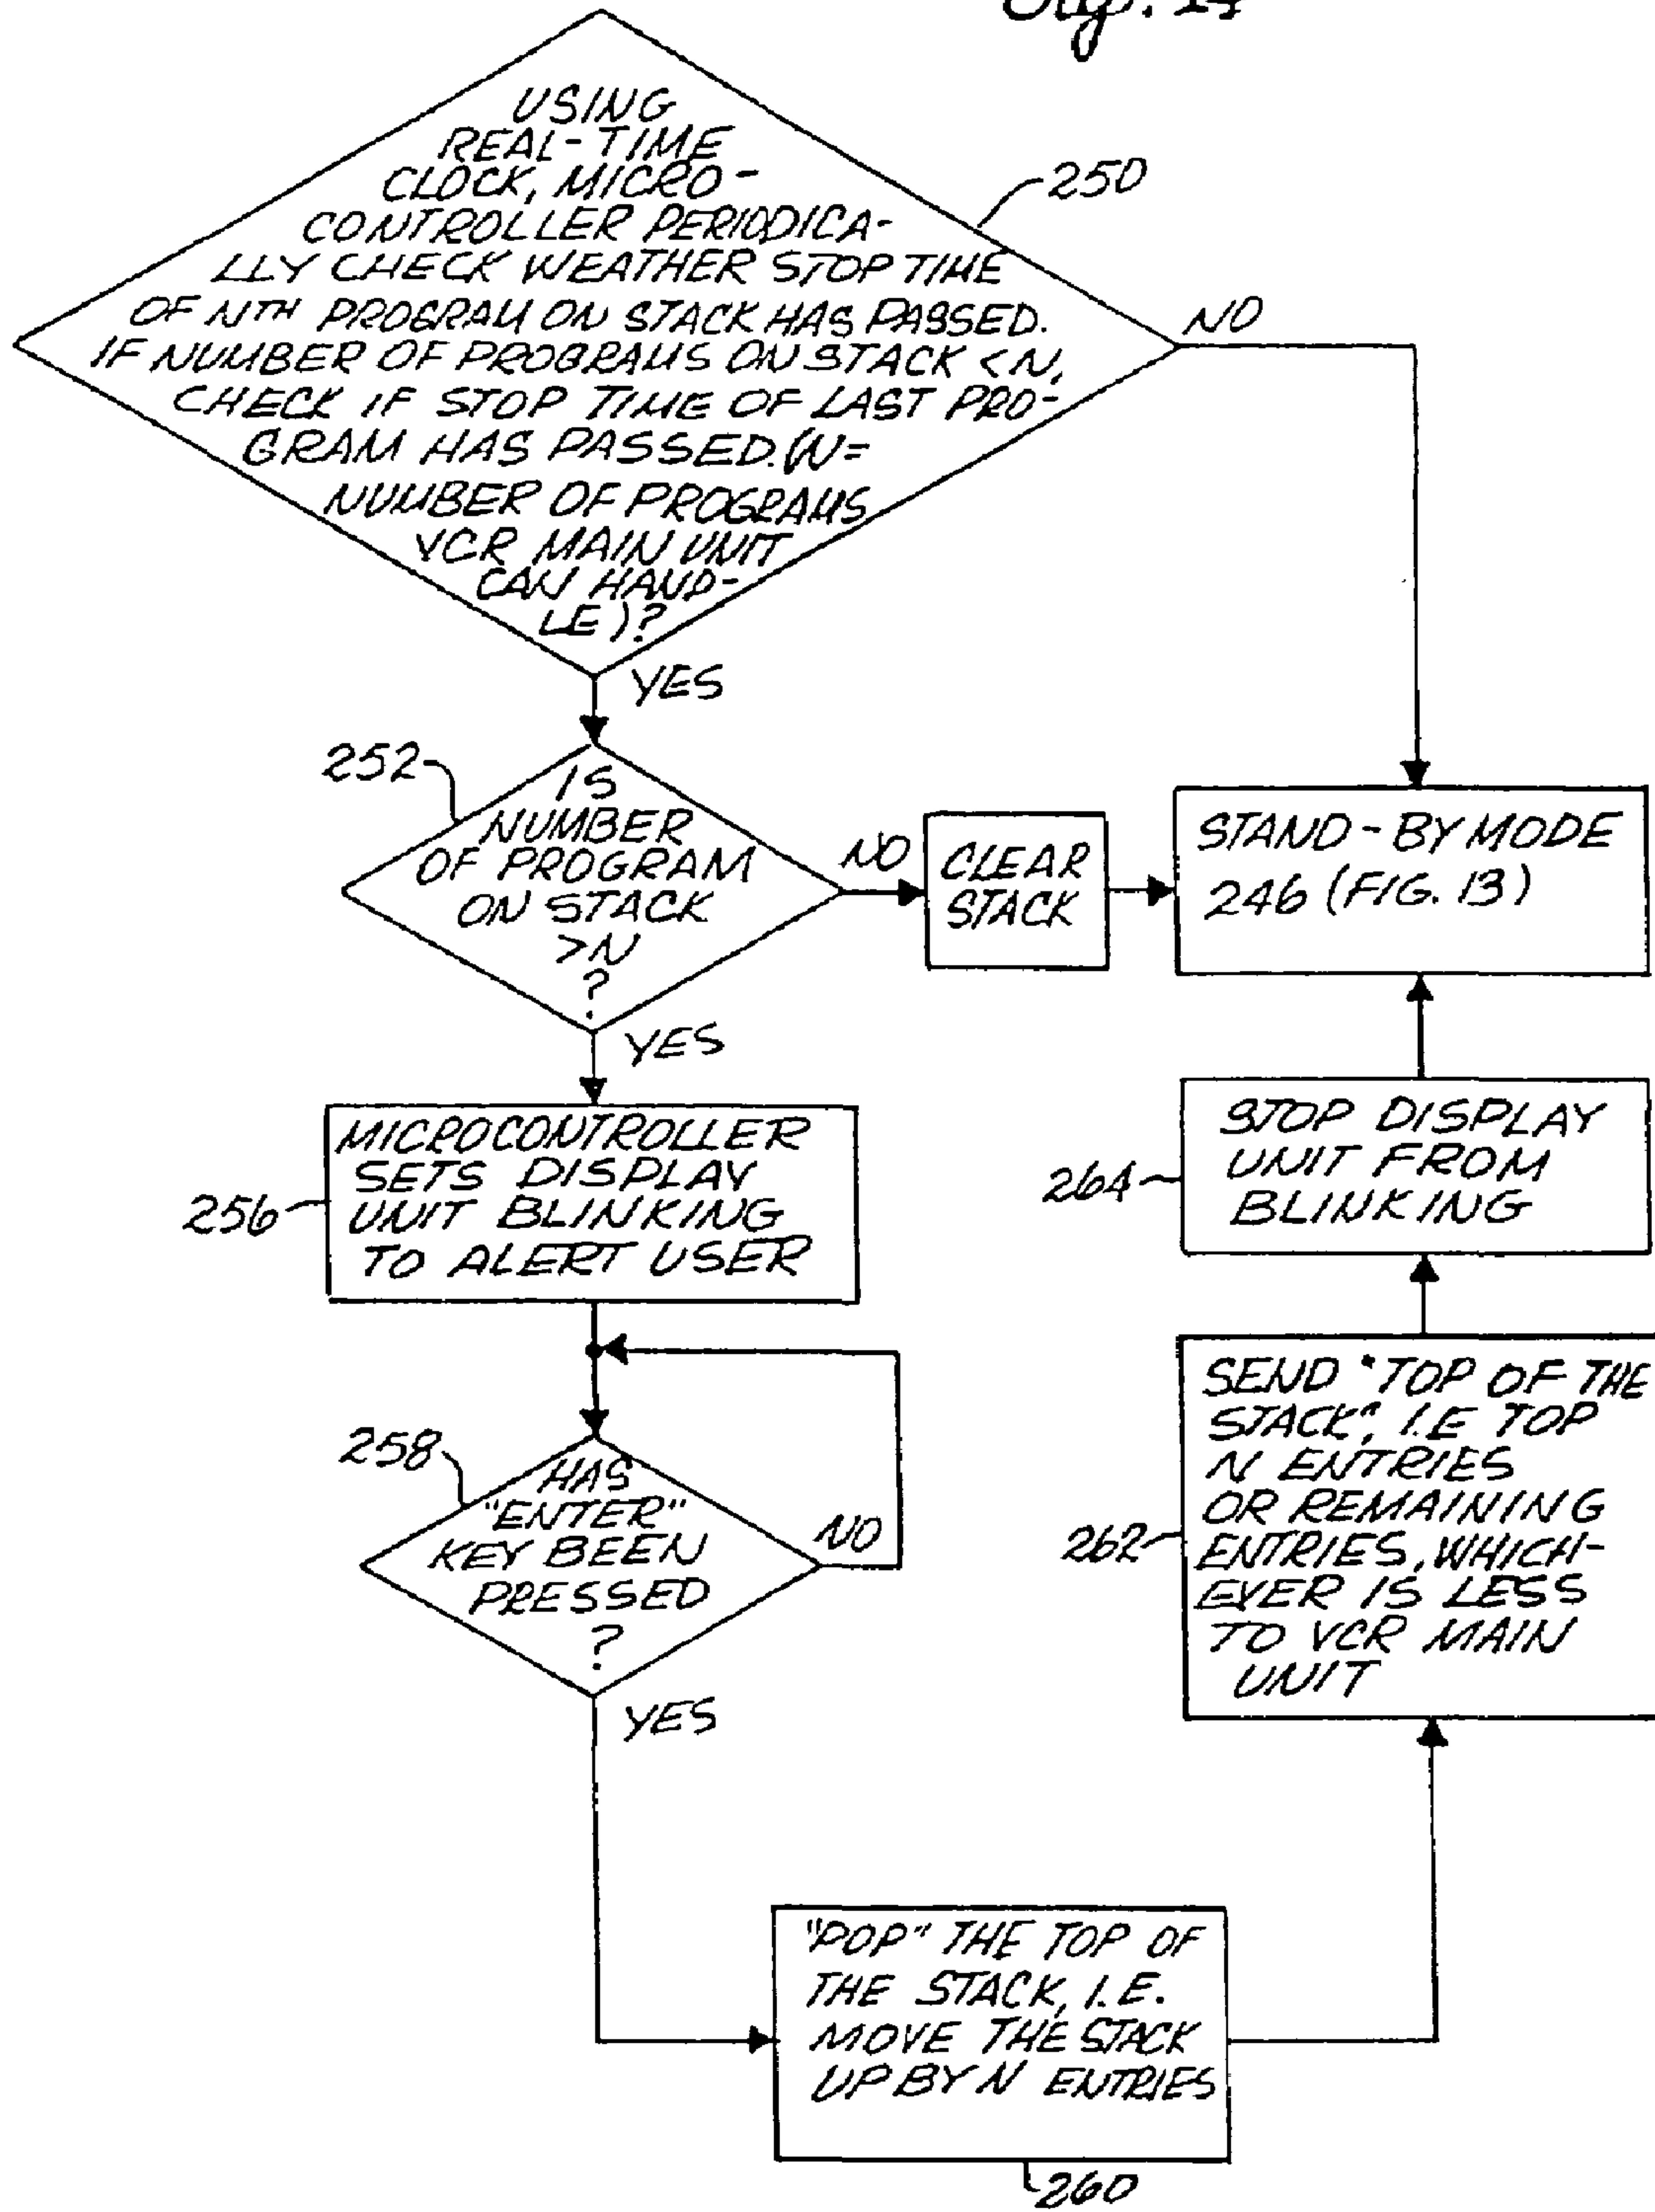 USING
REAL-TIME
CLOCK, MICRO-
CONTROLLER PERIODICA-
LLY CHECK WEATHER STOP TIME
OF NTH PROGRAM ON STACK HAS PASSED.
IF NUMBER OF PROGRAMS ON STACK <N,
CHECK IF STOP TIME OF LAST PRO-
GRAM HAS PASSED. (N=
NUMBER OF PROGRAMS
VCR MAIN UNIT
CAN HAND-
LE)?
250
NO
YES
252
IS
NUMBER
OF PROGRAM
ON STACK
>N
?
NO
CLEAR
STACK
STAND-BY MODE
246 (FIG. 13)
YES
MICROCONTROLLER
SETS DISPLAY
UNIT BLINKING
TO ALERT USER
256
STOP DISPLAY
UNIT FROM
BLINKING
264
258
HAS
"ENTER"
KEY BEEN
PRESSED
?
NO
YES
SEND "TOP OF THE
STACK", I.E TOP
N ENTRIES
OR REMAINING
ENTRIES, WHICH-
EVER IS LESS
TO VCR MAIN
UNIT
262
"POP" THE TOP OF
THE STACK, I.E.
MOVE THE STACK
UP BY N ENTRIES
260